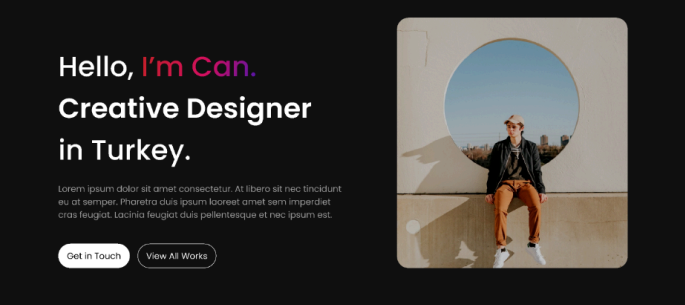 Hello, I'm Can.
Creative Designer
in Turkey.
Lorem ipsum dolor sit amet consectetur. At libero sit nec tincidunt
eu at semper. Pharetra duis ipsum laoreet amet sem imperdiet
cras feugiat. Lacinia feugiat duis pellentesque et nec ipsum est.
Get in Touch
View All Works